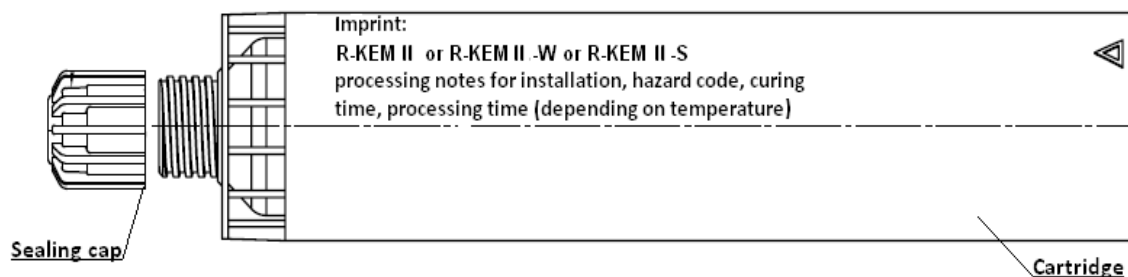 Imprint:
R-KEM II or R-KEM II -W or R-KEM II -S
processing notes for installation, hazard code, curing
time, processing time (depending on temperature)
Sealing cap
Cartridge